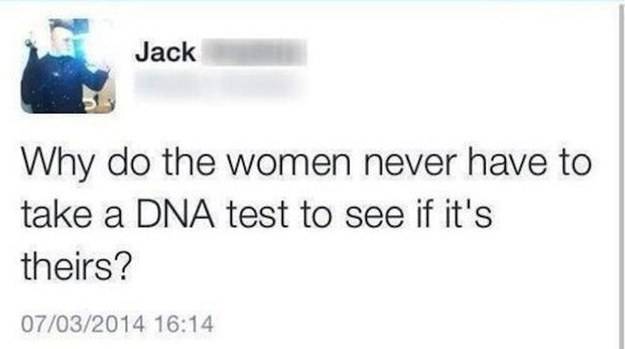 Jack
Why do the women never have to
take a DNA test to see if it's
theirs?
07/03/2014 16:14